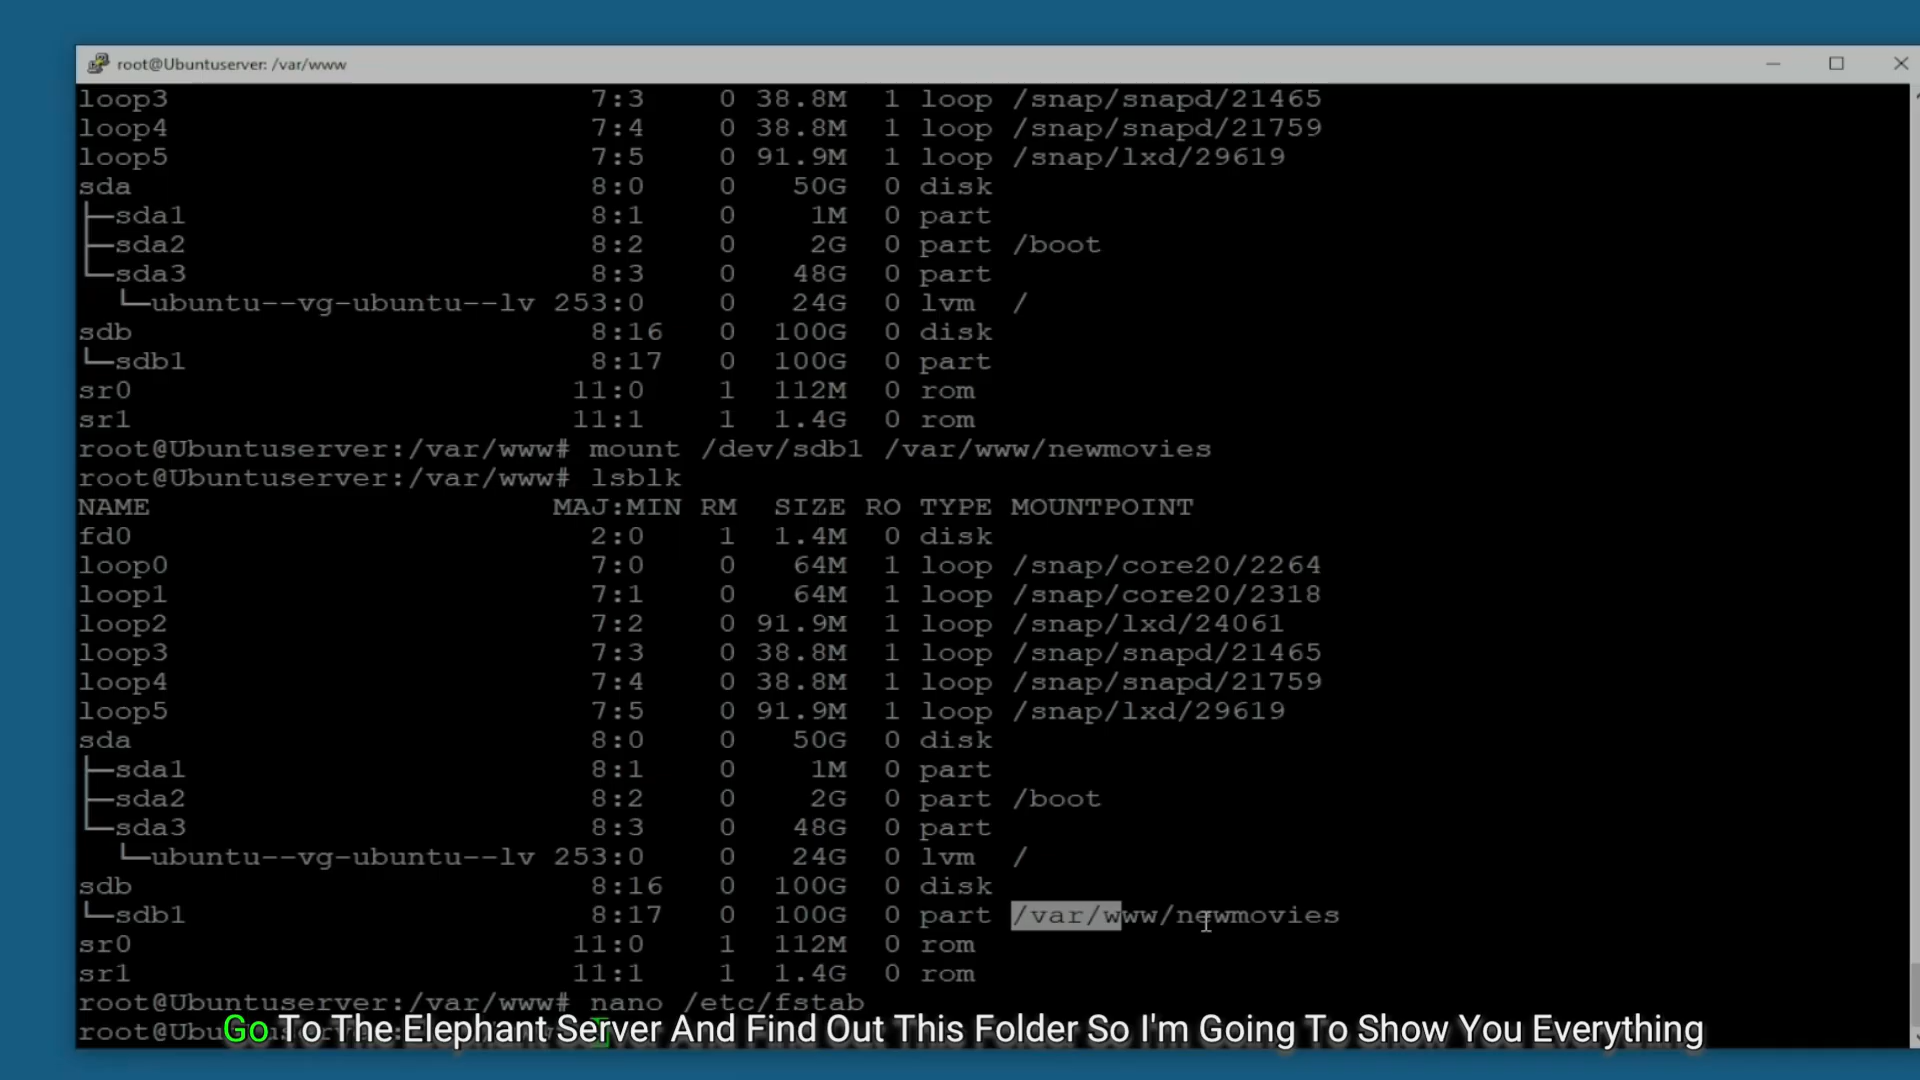 root@Ubuntuserver: /var/www
loop3 7:3 0 38.8M 1 loop /snap/snapd/21465
loop4 7:4 0 38.8M 1 loop /snap/snapd/21759
loop5 7:5 0 91.9M 1 loop /snap/lxd/29619
sda 8:0 0 50G 0 disk
├─sda1 8:1 0 1M 0 part
├─sda2 8:2 0 2G 0 part /boot
└─sda3 8:3 0 48G 0 part
└─ubuntu--vg-ubuntu--lv 253:0 0 24G 0 lvm /
sdb 8:16 0 100G 0 disk
└─sdb1 8:17 0 100G 0 part
sr0 11:0 1 112M 0 rom
sr1 11:1 1 1.4G 0 rom
root@Ubuntuserver:/var/www# mount /dev/sdb1 /var/www/newmovies
root@Ubuntuserver:/var/www# lsblk
NAME MAJ:MIN RM SIZE RO TYPE MOUNTPOINT
fd0 2:0 1 1.4M 0 disk
loop0 7:0 0 64M 1 loop /snap/core20/2264
loop1 7:1 0 64M 1 loop /snap/core20/2318
loop2 7:2 0 91.9M 1 loop /snap/lxd/24061
loop3 7:3 0 38.8M 1 loop /snap/snapd/21465
loop4 7:4 0 38.8M 1 loop /snap/snapd/21759
loop5 7:5 0 91.9M 1 loop /snap/lxd/29619
sda 8:0 0 50G 0 disk
├─sda1 8:1 0 1M 0 part
├─sda2 8:2 0 2G 0 part /boot
└─sda3 8:3 0 48G 0 part
└─ubuntu--vg-ubuntu--lv 253:0 0 24G 0 lvm /
sdb 8:16 0 100G 0 disk
└─sdb1 8:17 0 100G 0 part /var/www/newmovies
sr0 11:0 1 112M 0 rom
sr1 11:1 1 1.4G 0 rom
root@Ubuntuserver:/var/www# nano /etc/fstab
Go To The Elephant Server And Find Out This Folder So I'm Going To Show You Everything